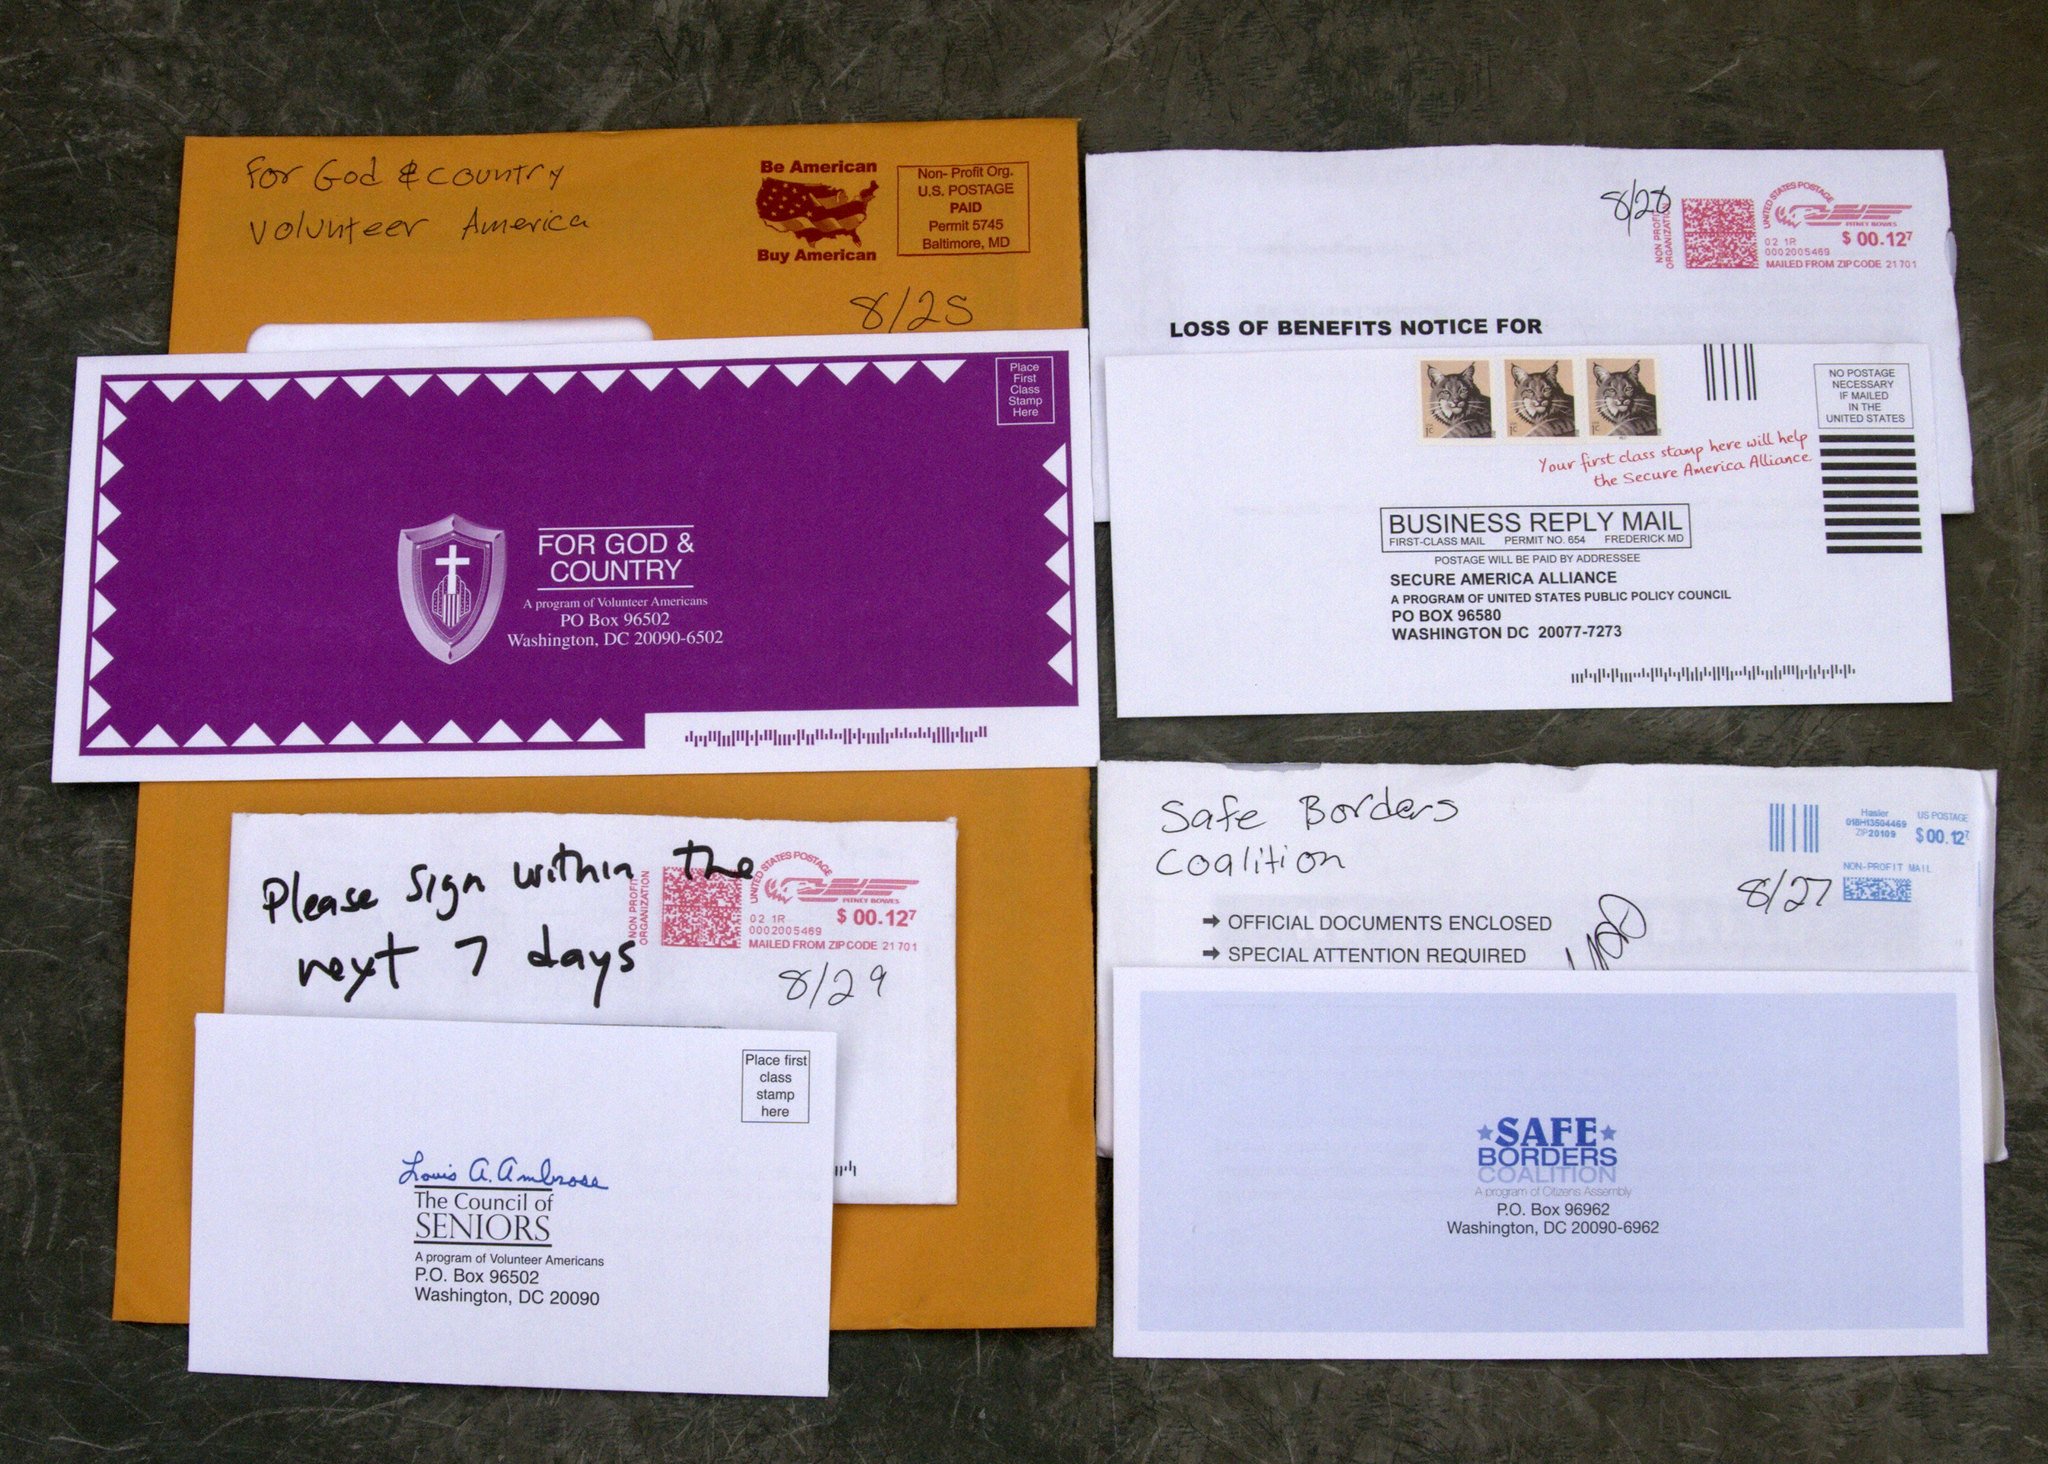 For God & Country
Volunteer America
Be American
Buy American
Non- Profit Org.
U.S. POSTAGE
PAID
Permit 5745
Baltimore, MD
8/25
Place
First
Class
Stamp
Here
FOR GOD &
COUNTRY
A program of Volunteer Americans
PO Box 96502
Washington, DC 20090-6502
Please sign within the
next 7 days
NON PROFIT
ORGANIZATION
UNITED STATES POSTAGE
PITNEY BOWES
02 1R
$ 00.12⁷
0002005469
MAILED FROM ZIP CODE 21701
8/29
Place first
class
stamp
here
Louis A. Ambrose
The Council of
SENIORS
A program of Volunteer Americans
P.O. Box 96502
Washington, DC 20090
8/28
NON PROFIT
ORGANIZATION
UNITED STATES POSTAGE
PITNEY BOWES
02 1R
$ 00.12⁷
0002005469
MAILED FROM ZIP CODE 21701
LOSS OF BENEFITS NOTICE FOR
1c
1c
1c
NO POSTAGE
NECESSARY
IF MAILED
IN THE
UNITED STATES
Your first class stamp here will help
the Secure America Alliance.
BUSINESS REPLY MAIL
FIRST-CLASS MAIL PERMIT NO. 654 FREDERICK MD
POSTAGE WILL BE PAID BY ADDRESSEE
SECURE AMERICA ALLIANCE
A PROGRAM OF UNITED STATES PUBLIC POLICY COUNCIL
PO BOX 96580
WASHINGTON DC 20077-7273
Safe Borders
Coalition
Hasler
016H13504469
ZIP 20109
US POSTAGE
$ 00.12⁷
NON-PROFIT MAIL
8/27
➔ OFFICIAL DOCUMENTS ENCLOSED
➔ SPECIAL ATTENTION REQUIRED
SAFE
BORDERS
COALITION
A program of Citizens Assembly
P.O. Box 96962
Washington, DC 20090-6962